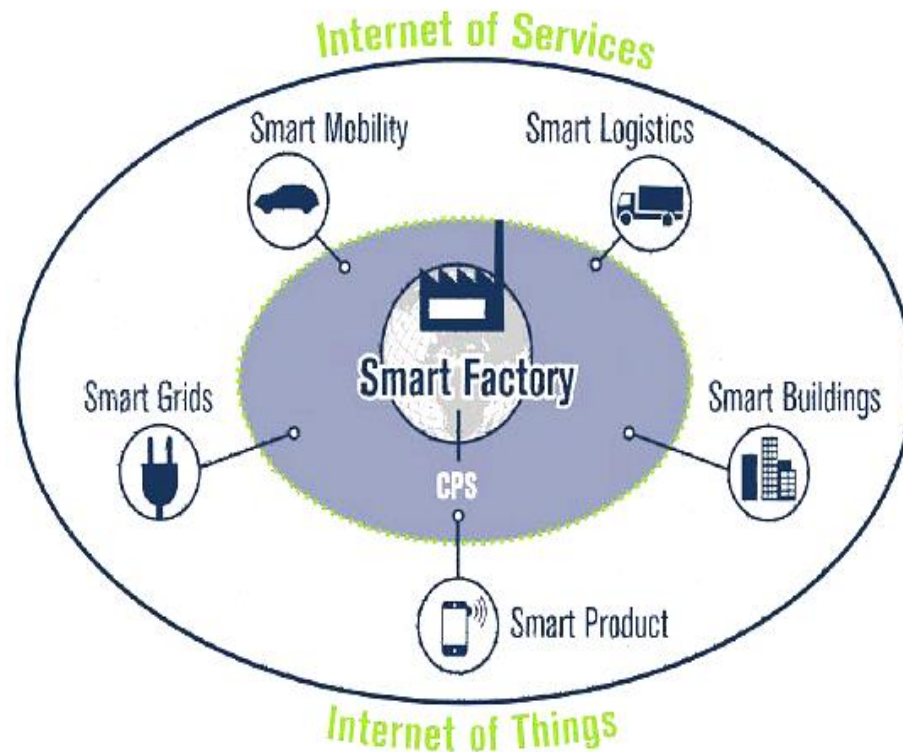 Internet of Services
Smart Mobility
Smart Logistics
Smart Factory
Smart Grids
Smart Buildings
CPS
Smart Product
Internet of Things